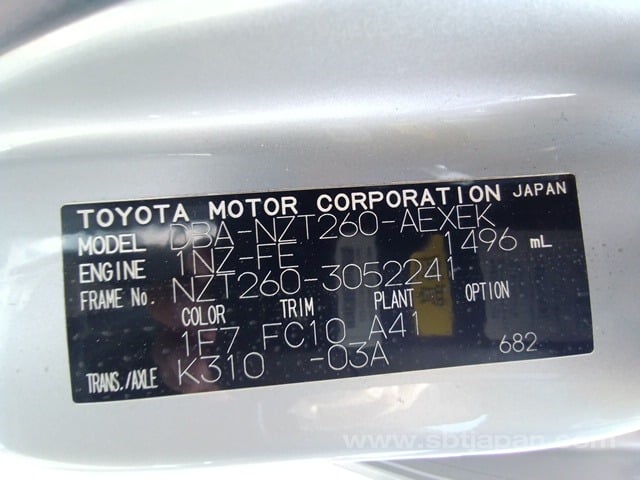 TOYOTA MOTOR CORPORATION JAPAN
MODEL DBA-NZT260-AEXEK
ENGINE 1NZ-FE 1496 mL
FRAME No. NZT260-3052241
COLOR TRIM PLANT OPTION
1F7 FC10 A41
TRANS./AXLE K310 -03A 682
www.sbtjapan.com